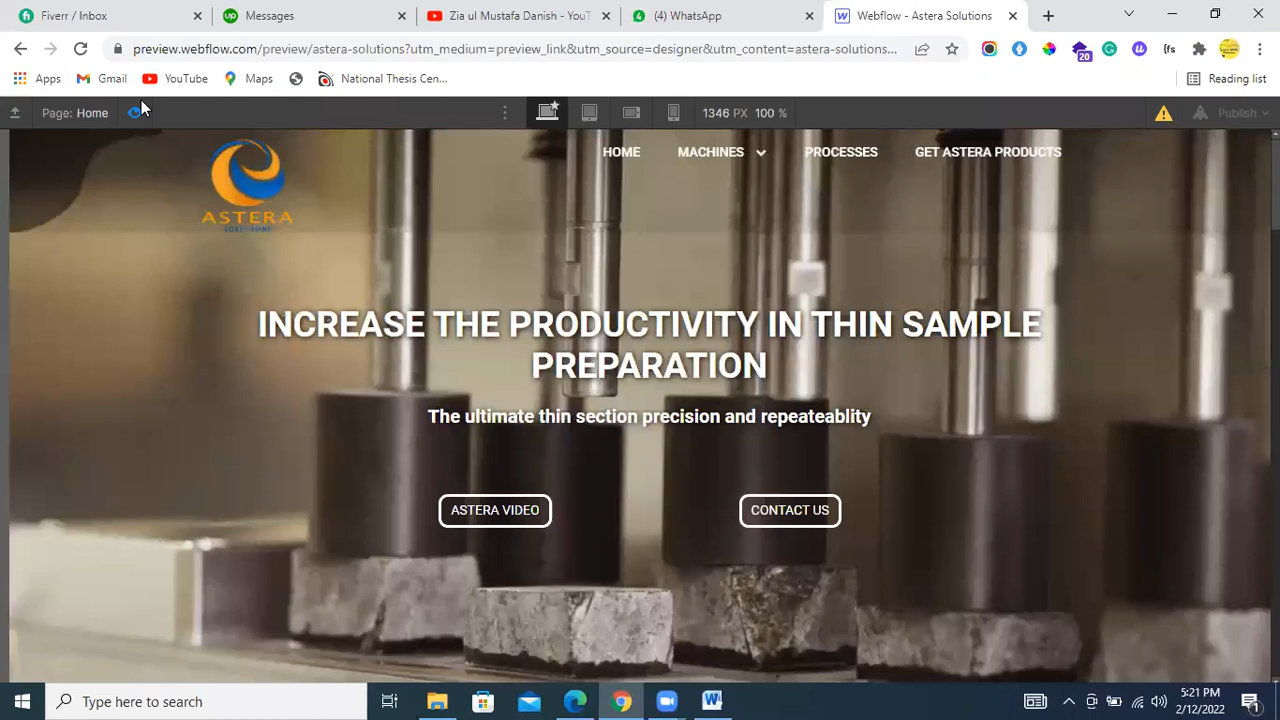 Fiverr / Inbox
Messages
Zia ul Mustafa Danish - YouT
(4) WhatsApp
Webflow - Astera Solutions
preview.webflow.com/preview/astera-solutions?utm_medium=preview_link&utm_source=designer&utm_content=astera-solutions...
20
Apps
Gmail
YouTube
Maps
National Thesis Cen...
Reading list
Page: Home
1346 PX 100 %
Publish
ASTERA
SOLUTIONS
HOME
MACHINES
PROCESSES
GET ASTERA PRODUCTS
INCREASE THE PRODUCTIVITY IN THIN SAMPLE
PREPARATION
The ultimate thin section precision and repeateablity
ASTERA VIDEO
CONTACT US
Type here to search
5:21 PM
2/12/2022
1